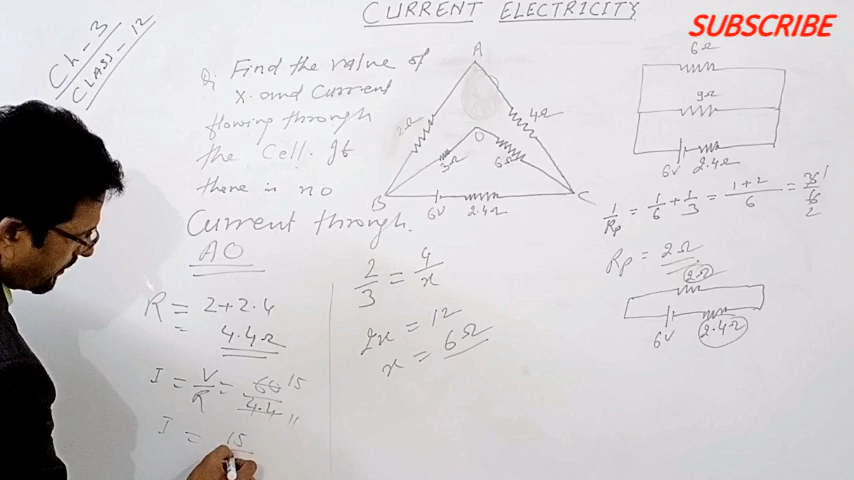 CURRENT ELECTRICITY
SUBSCRIBE
Ch-3
CLASS-12
Q. Find the value of
x. and Current
flowing through
the Cell. If
there is no
Current through.
AO
A
2Ω
4Ω
O
3Ω
6Ω
B
C
6V
2.4Ω
6Ω
9Ω
6V
2.4Ω
1/Rp = 1/6 + 1/3 = 1+2/6 = 3 1/6 2
Rp = 2Ω
2Ω
6V
2.4Ω
2/3 = 4/x
2x = 12
x = 6Ω
R = 2+2.4
= 4.4Ω
I = V/R = 60 15/4.4 11
I = 15